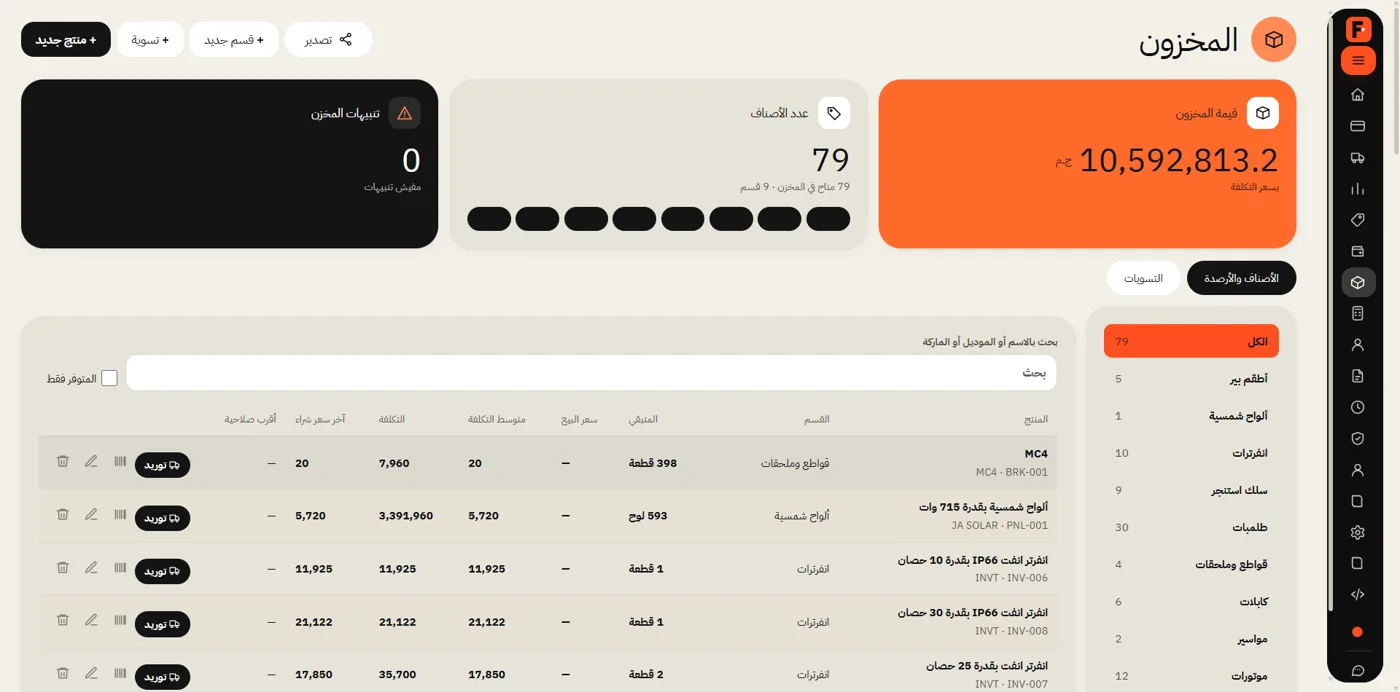 F
المخزون
تصدير
+ قسم جديد
+ تسوية
+ منتج جديد
قيمة المخزون
10,592,813.2 ج.م
بسعر التكلفة
عدد الأصناف
79
79 متاح في المخزن · 9 قسم
تنبيهات المخزن
0
مفيش تنبيهات
الأصناف والأرصدة
التسويات
الكل 79
أطقم بير 5
ألواح شمسية 1
انفرترات 10
سلك استنجر 9
طلمبات 30
قواطع وملحقات 4
كابلات 6
مواسير 2
موتورات 12
بحث بالاسم أو الموديل أو الماركة
بحث
المتوفر فقط
المنتج القسم المتبقي سعر البيع متوسط التكلفة التكلفة آخر سعر شراء أقرب صلاحية
MC4 قواطع وملحقات 398 قطعة — 20 7,960 20 — توريد
MC4 · BRK-001
ألواح شمسية بقدرة 715 وات ألواح شمسية 593 لوح — 5,720 3,391,960 5,720 — توريد
JA SOLAR · PNL-001
انفرتر انفت IP66 بقدرة 10 حصان انفرترات 1 قطعة — 11,925 11,925 11,925 — توريد
INVT · INV-006
انفرتر انفت IP66 بقدرة 30 حصان انفرترات 1 قطعة — 21,122 21,122 21,122 — توريد
INVT · INV-008
انفرتر انفت بقدرة 25 حصان انفرترات 2 قطعة — 17,850 35,700 17,850 — توريد
INVT · INV-007